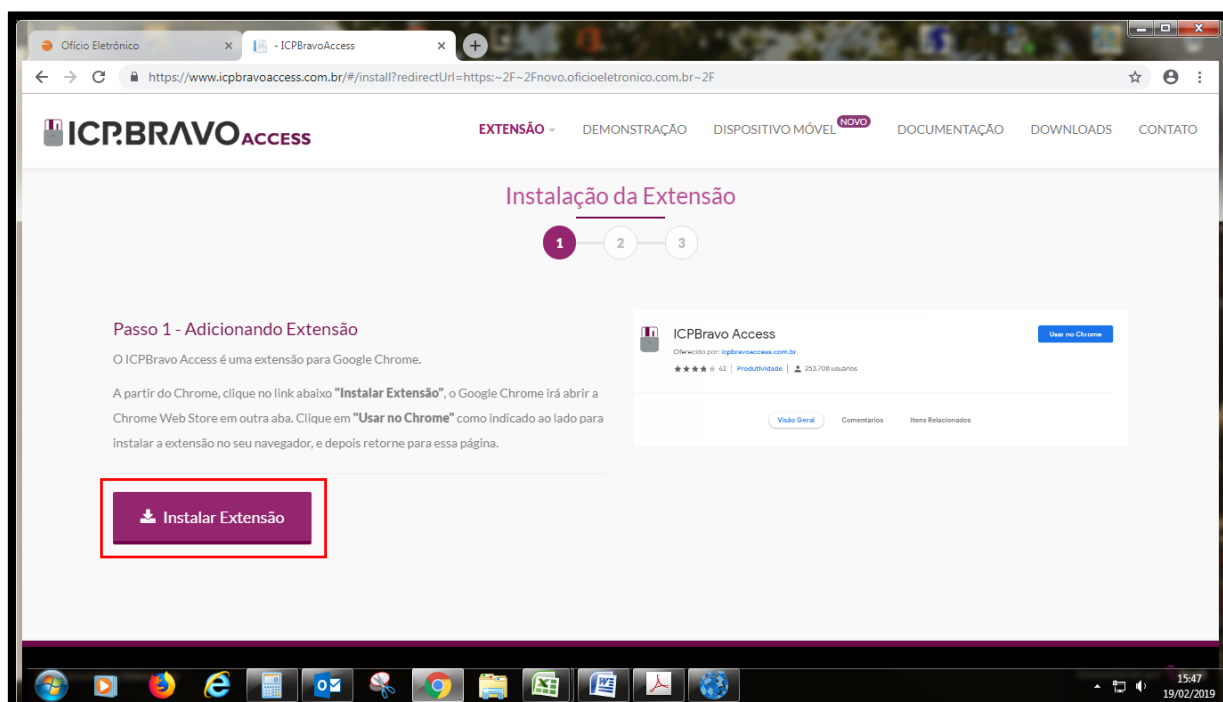 Ofício Eletrônico
- ICPBravoAccess
https://www.icpbravoaccess.com.br/#/install?redirectUrl=https:~2F~2Fnovo.oficioeletronico.com.br~2F
ICP.BRAVO ACCESS
EXTENSÃO
DEMONSTRAÇÃO
DISPOSITIVO MÓVEL NOVO
DOCUMENTAÇÃO
DOWNLOADS
CONTATO
Instalação da Extensão
1 2 3
Passo 1 - Adicionando Extensão
O ICPBravo Access é uma extensão para Google Chrome.
A partir do Chrome, clique no link abaixo "Instalar Extensão", o Google Chrome irá abrir a
Chrome Web Store em outra aba. Clique em "Usar no Chrome" como indicado ao lado para
instalar a extensão no seu navegador, e depois retorne para essa página.
Instalar Extensão
ICPBravo Access
Usar no Chrome
Oferecido por: icpbravoaccess.com.br
62 | Produtividade | 253.708 usuários
Visão Geral
Comentários
Itens Relacionados
15:47
19/02/2019